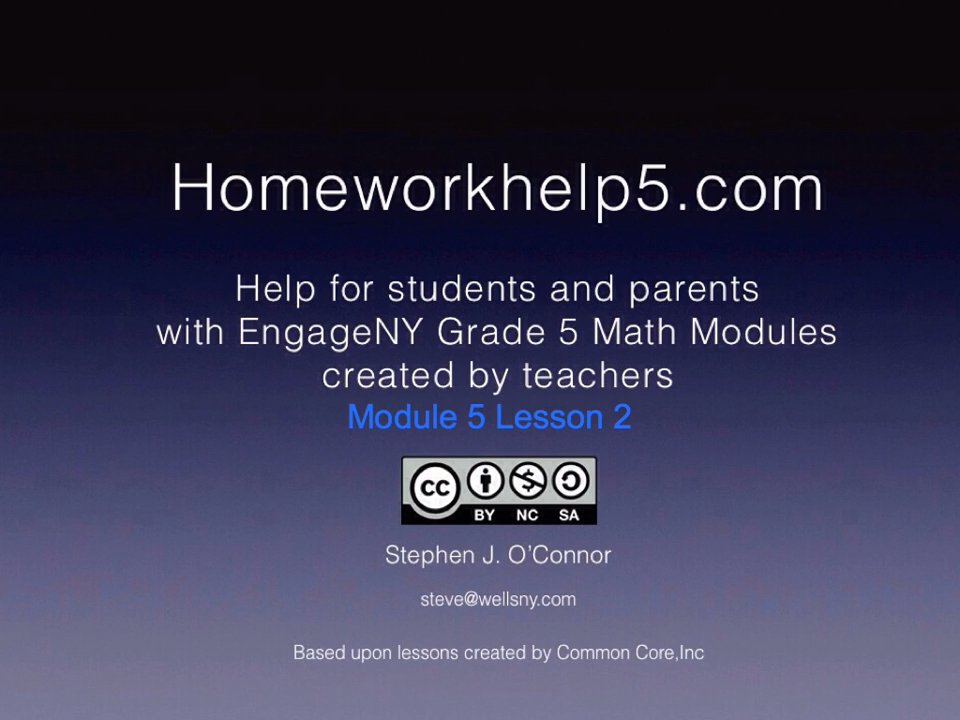 Homeworkhelp5.com
Help for students and parents
with EngageNY Grade 5 Math Modules
created by teachers
Module 5 Lesson 2
cc
BY NC SA
Stephen J. O'Connor
steve@wellsny.com
Based upon lessons created by Common Core,Inc